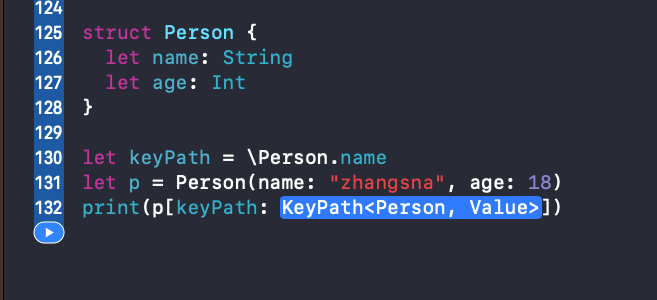 124
125 struct Person {
126   let name: String
127   let age: Int
128 }
129
130 let keyPath = \Person.name
131 let p = Person(name: "zhangsna", age: 18)
132 print(p[keyPath: KeyPath<Person, Value>])